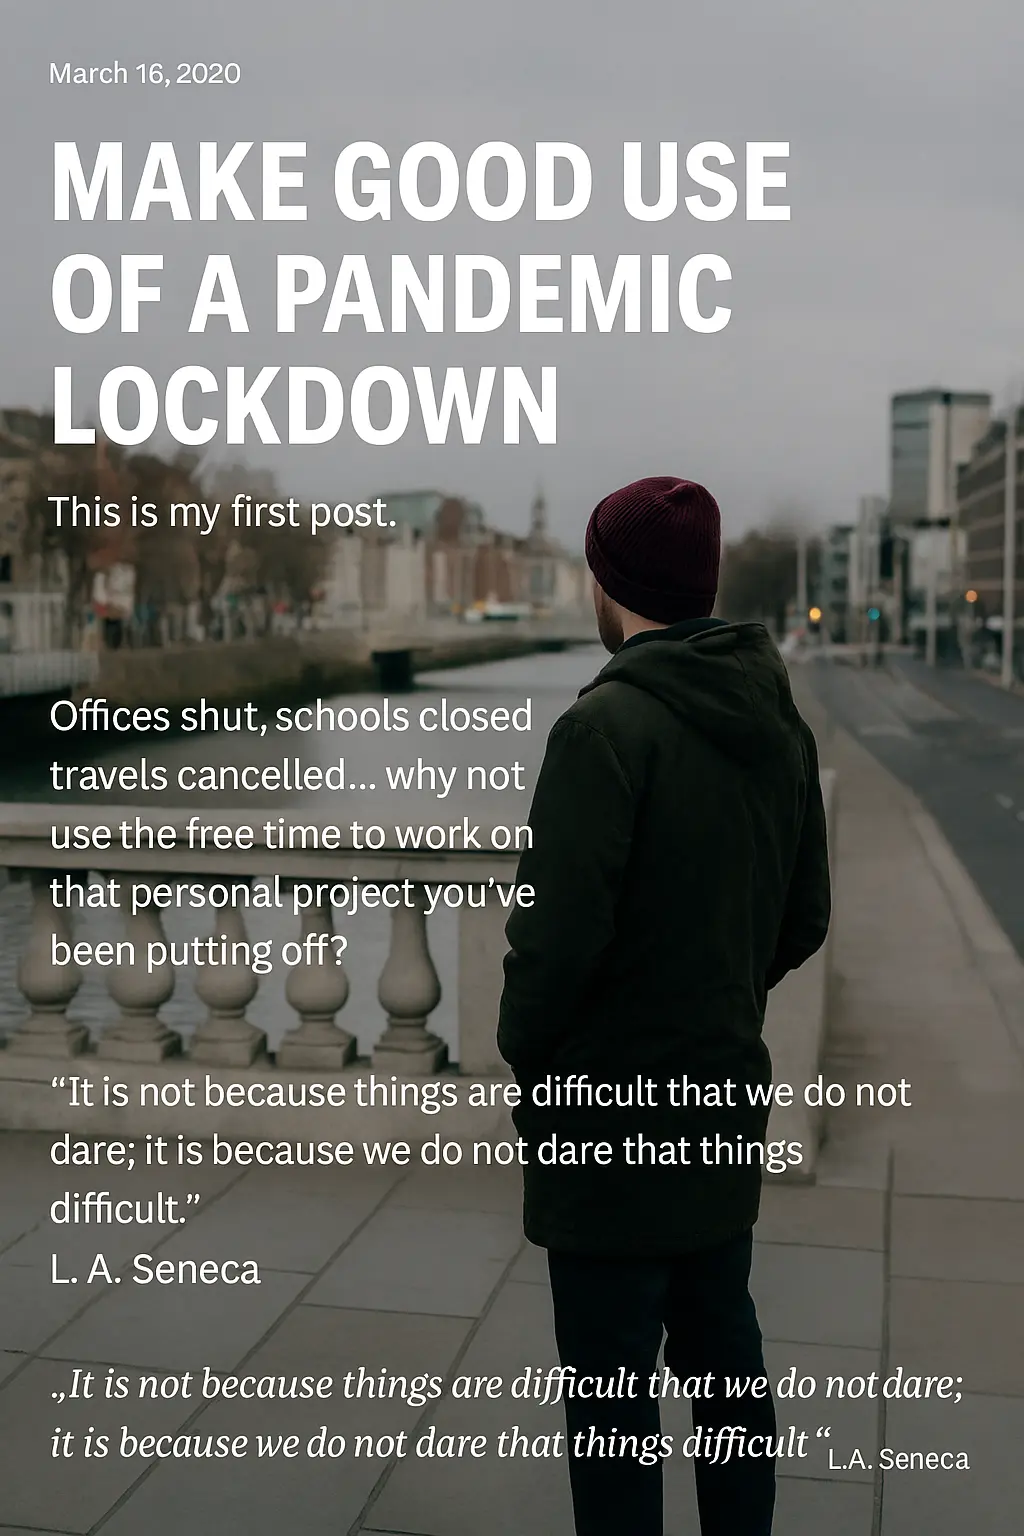 March 16, 2020
MAKE GOOD USE
OF A PANDEMIC
LOCKDOWN
This is my first post.
Offices shut, schools closed
travels cancelled... why not
use the free time to work on
that personal project you’ve
been putting off?
“It is not because things are difficult that we do not
dare; it is because we do not dare that things
difficult.”
L. A. Seneca
.,It is not because things are difficult that we do not dare;
it is because we do not dare that things difficult “
L.A. Seneca